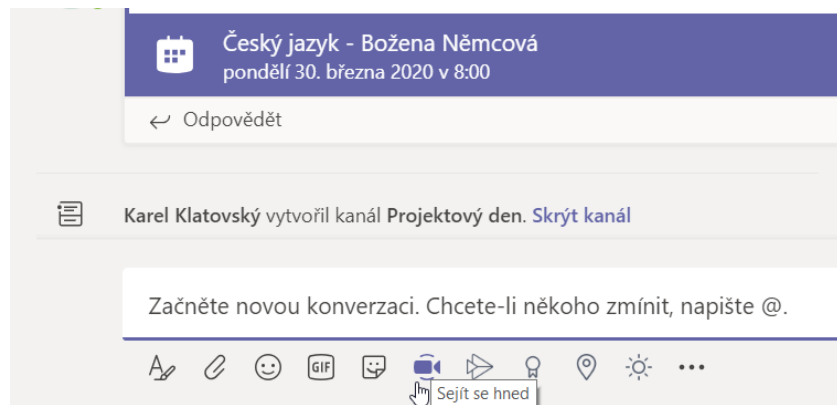 Český jazyk - Božena Němcová
pondělí 30. března 2020 v 8:00
Odpovědět
Karel Klatovský vytvořil kanál Projektový den. Skrýt kanál
Začněte novou konverzaci. Chcete-li někoho zmínit, napište @.
GIF
Sejít se hned